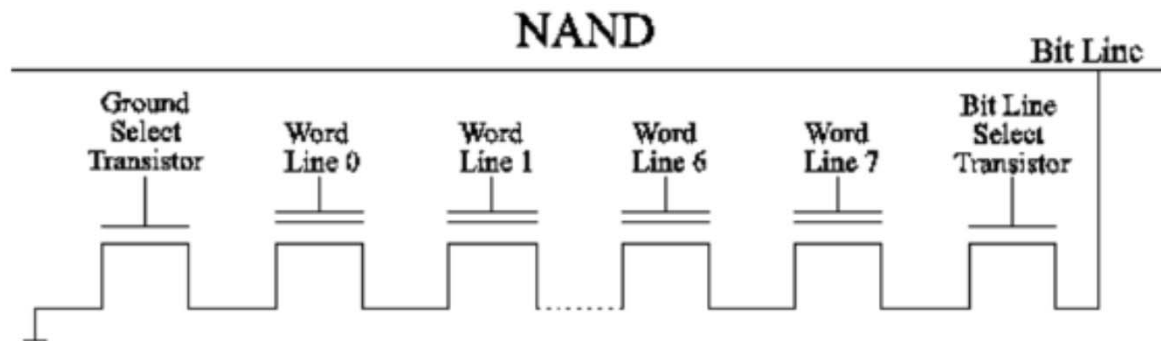 NAND
Bit Line
Ground
Select
Transistor
Word
Line 0
Word
Line 1
Word
Line 6
Word
Line 7
Bit Line
Select
Transistor